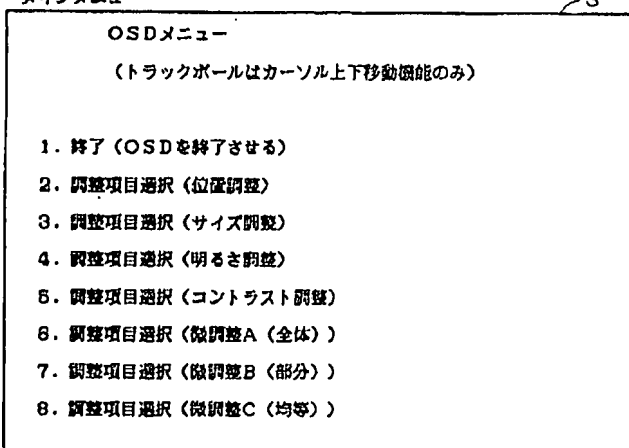 OSDメニュー
(トラックボールはカーソル上下移動機能のみ)
1. 終了(OSDを終了させる)
2. 調整項目選択(位置調整)
3. 調整項目選択(サイズ調整)
4. 調整項目選択(明るさ調整)
5. 調整項目選択(コントラスト調整)
6. 調整項目選択(微調整A(全体))
7. 調整項目選択(微調整B(部分))
8. 調整項目選択(微調整C(均等))